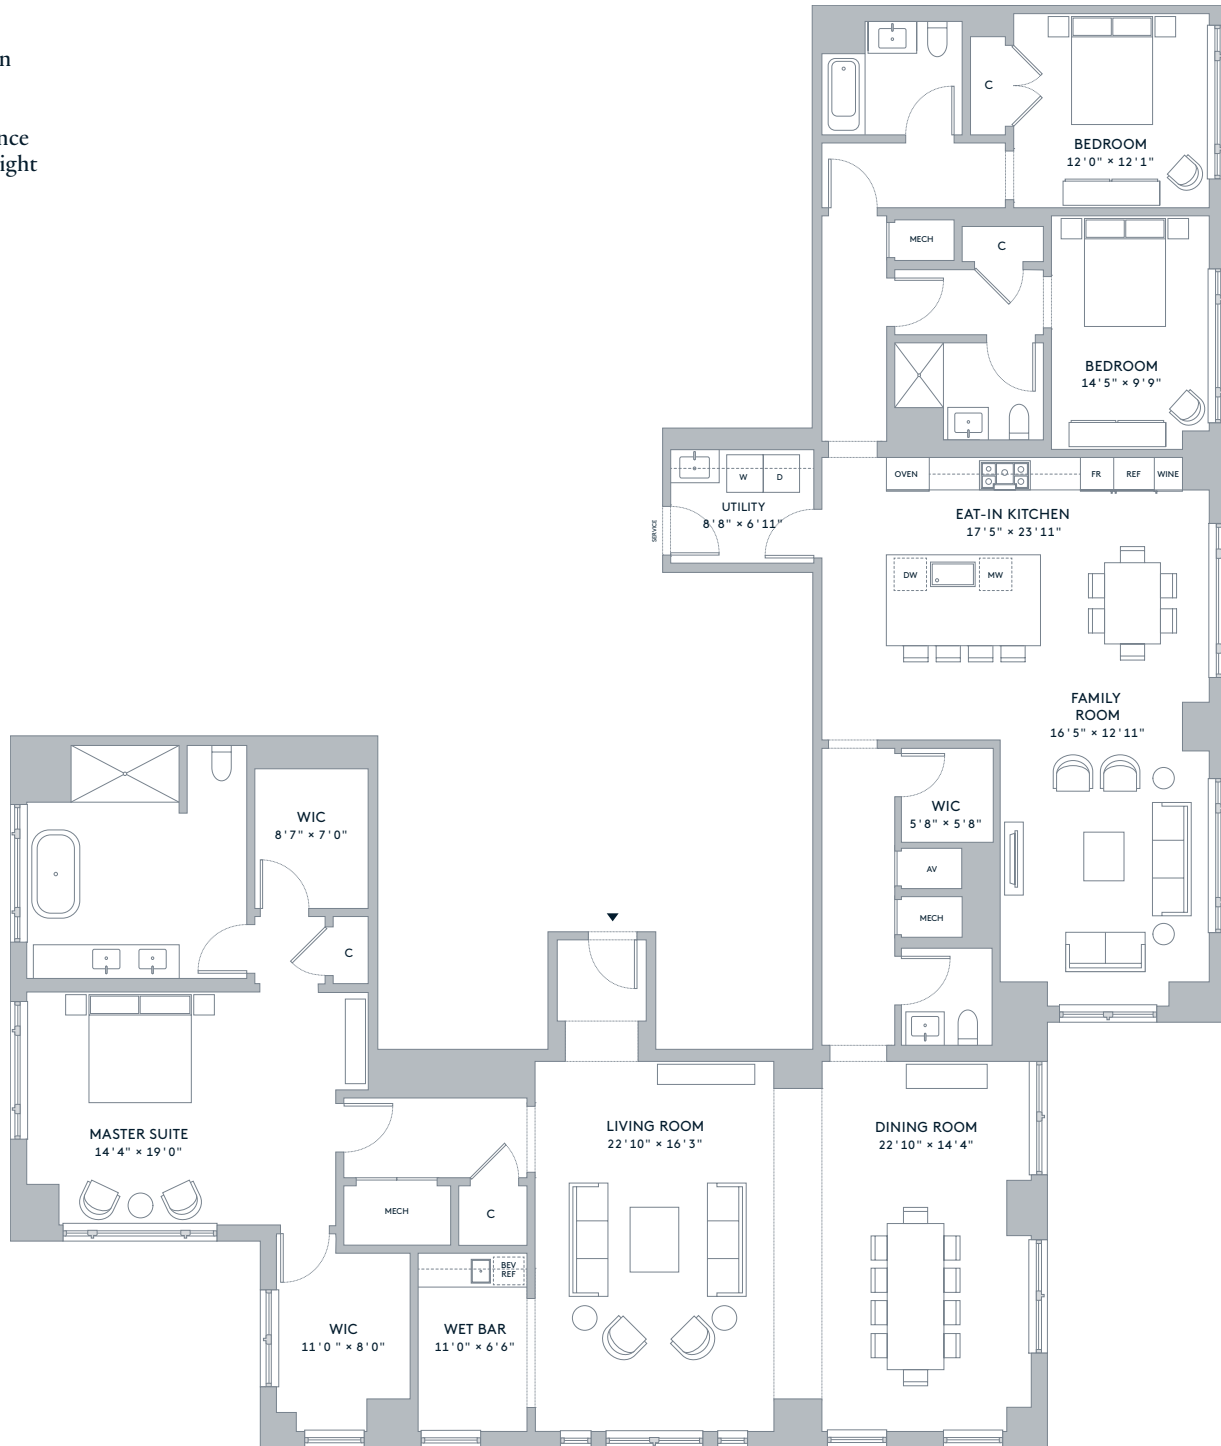 n
nce
ight
C
BEDROOM
12'0" × 12'1"
MECH
C
BEDROOM
14'5" × 9'9"
OVEN
FR
REF
WINE
W
D
UTILITY
8'8" × 6'11"
SERVICE
EAT-IN KITCHEN
17'5" × 23'11"
DW
MW
FAMILY
ROOM
16'5" × 12'11"
WIC
5'8" × 5'8"
AV
MECH
WIC
8'7" × 7'0"
C
MASTER SUITE
14'4" × 19'0"
LIVING ROOM
22'10" × 16'3"
DINING ROOM
22'10" × 14'4"
MECH
C
BEV
REF
WIC
11'0" × 8'0"
WET BAR
11'0" × 6'6"